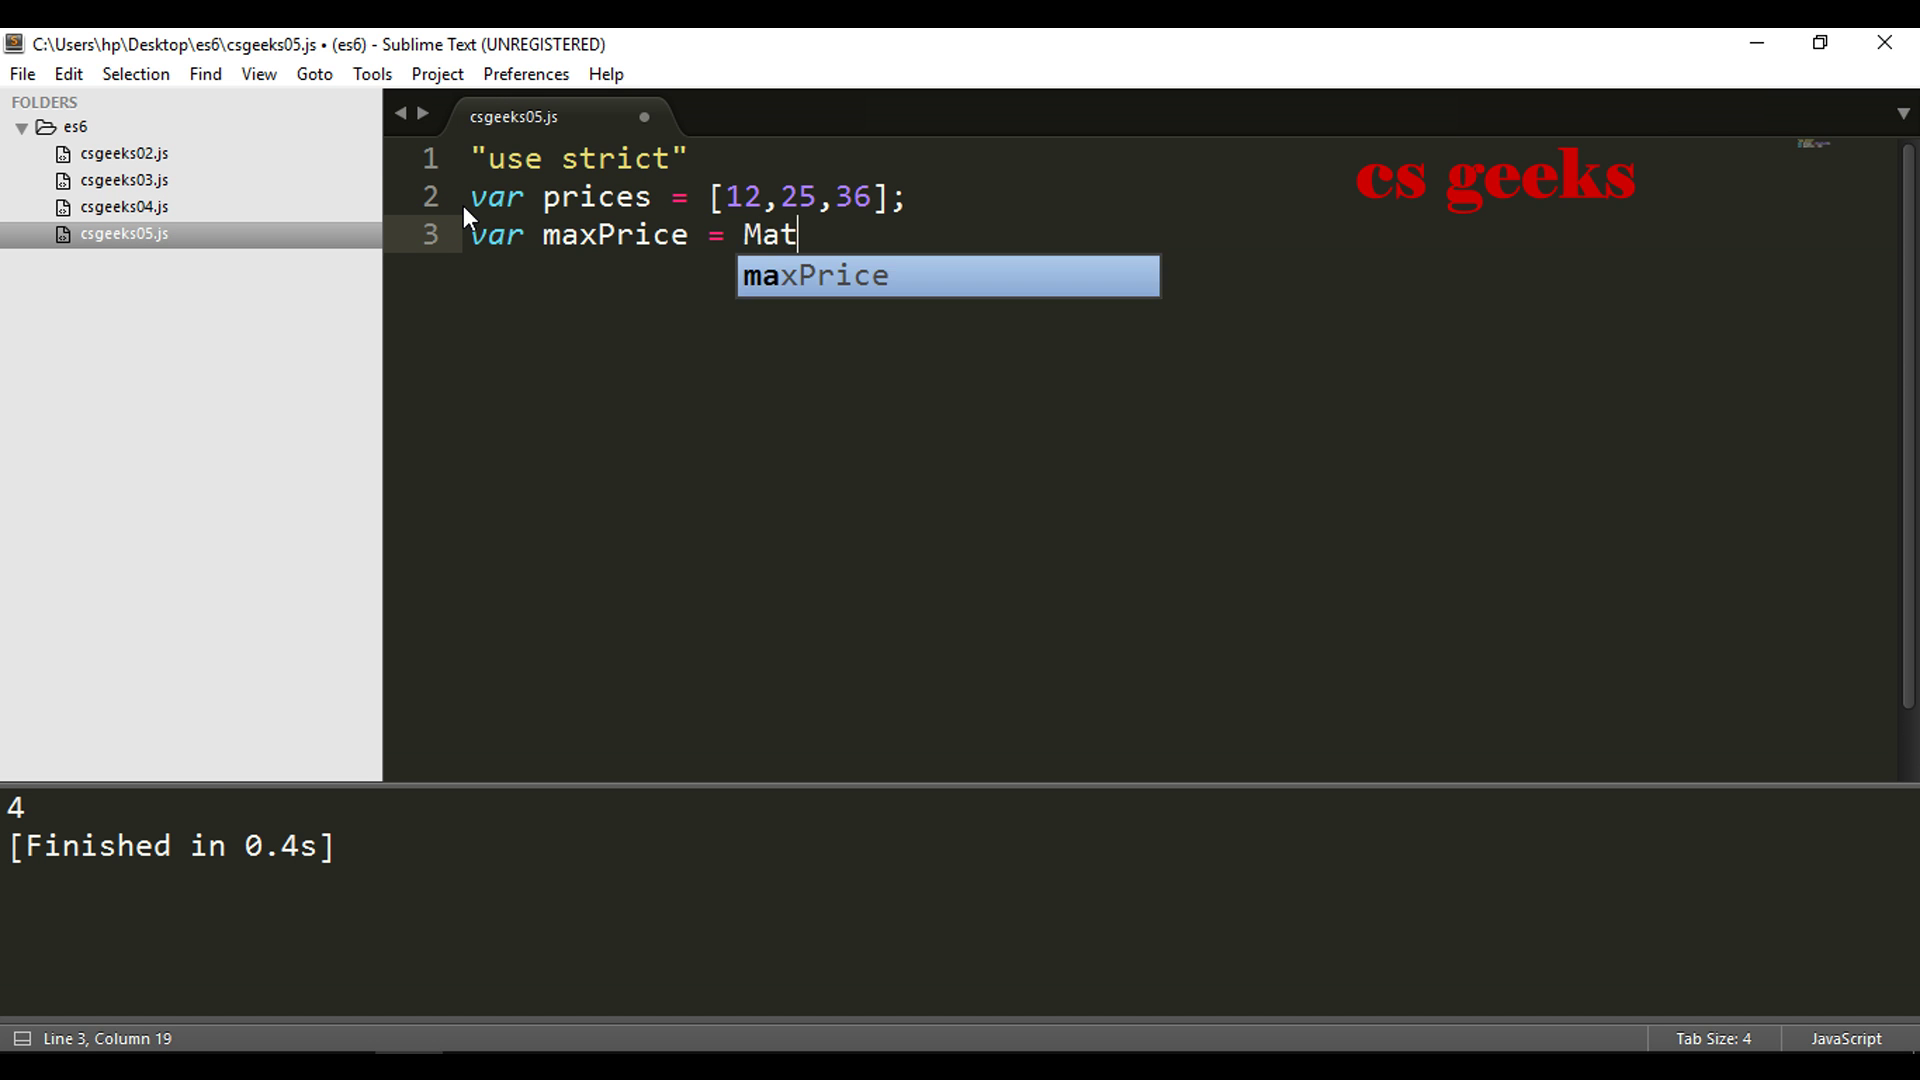 C:\Users\hp\Desktop\es6\csgeeks05.js • (es6) - Sublime Text (UNREGISTERED)
File Edit Selection Find View Goto Tools Project Preferences Help
FOLDERS
es6
csgeeks02.js
csgeeks03.js
csgeeks04.js
csgeeks05.js
csgeeks05.js
1 "use strict"
2 var prices = [12,25,36];
3 var maxPrice = Mat
maxPrice
cs geeks
4
[Finished in 0.4s]
Line 3, Column 19
Tab Size: 4
JavaScript